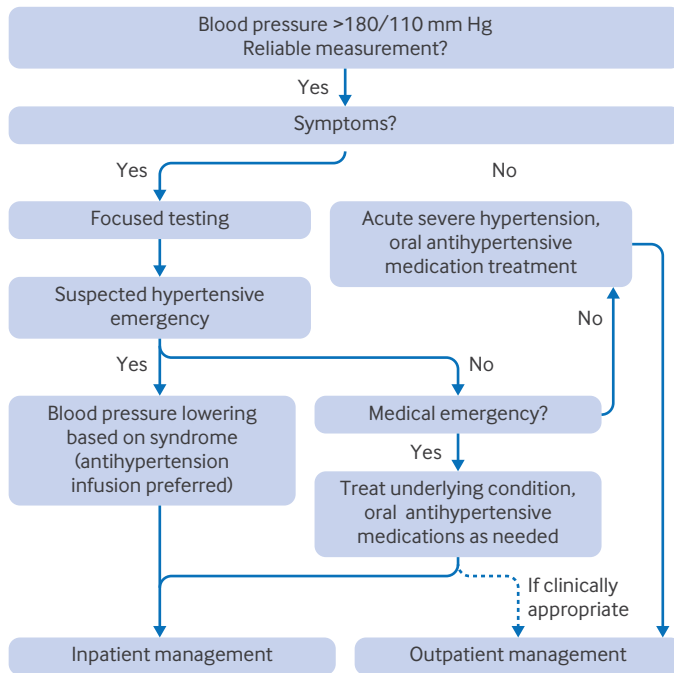 Blood pressure >180/110 mm Hg
Reliable measurement?
Yes
Symptoms?
Yes
No
Focused testing
Acute severe hypertension,
oral antihypertensive
medication treatment
Suspected hypertensive
emergency
No
Yes
No
Blood pressure lowering
based on syndrome
(antihypertension
infusion preferred)
Medical emergency?
Yes
Treat underlying condition,
oral antihypertensive
medications as needed
If clinically
appropriate
Inpatient management
Outpatient management